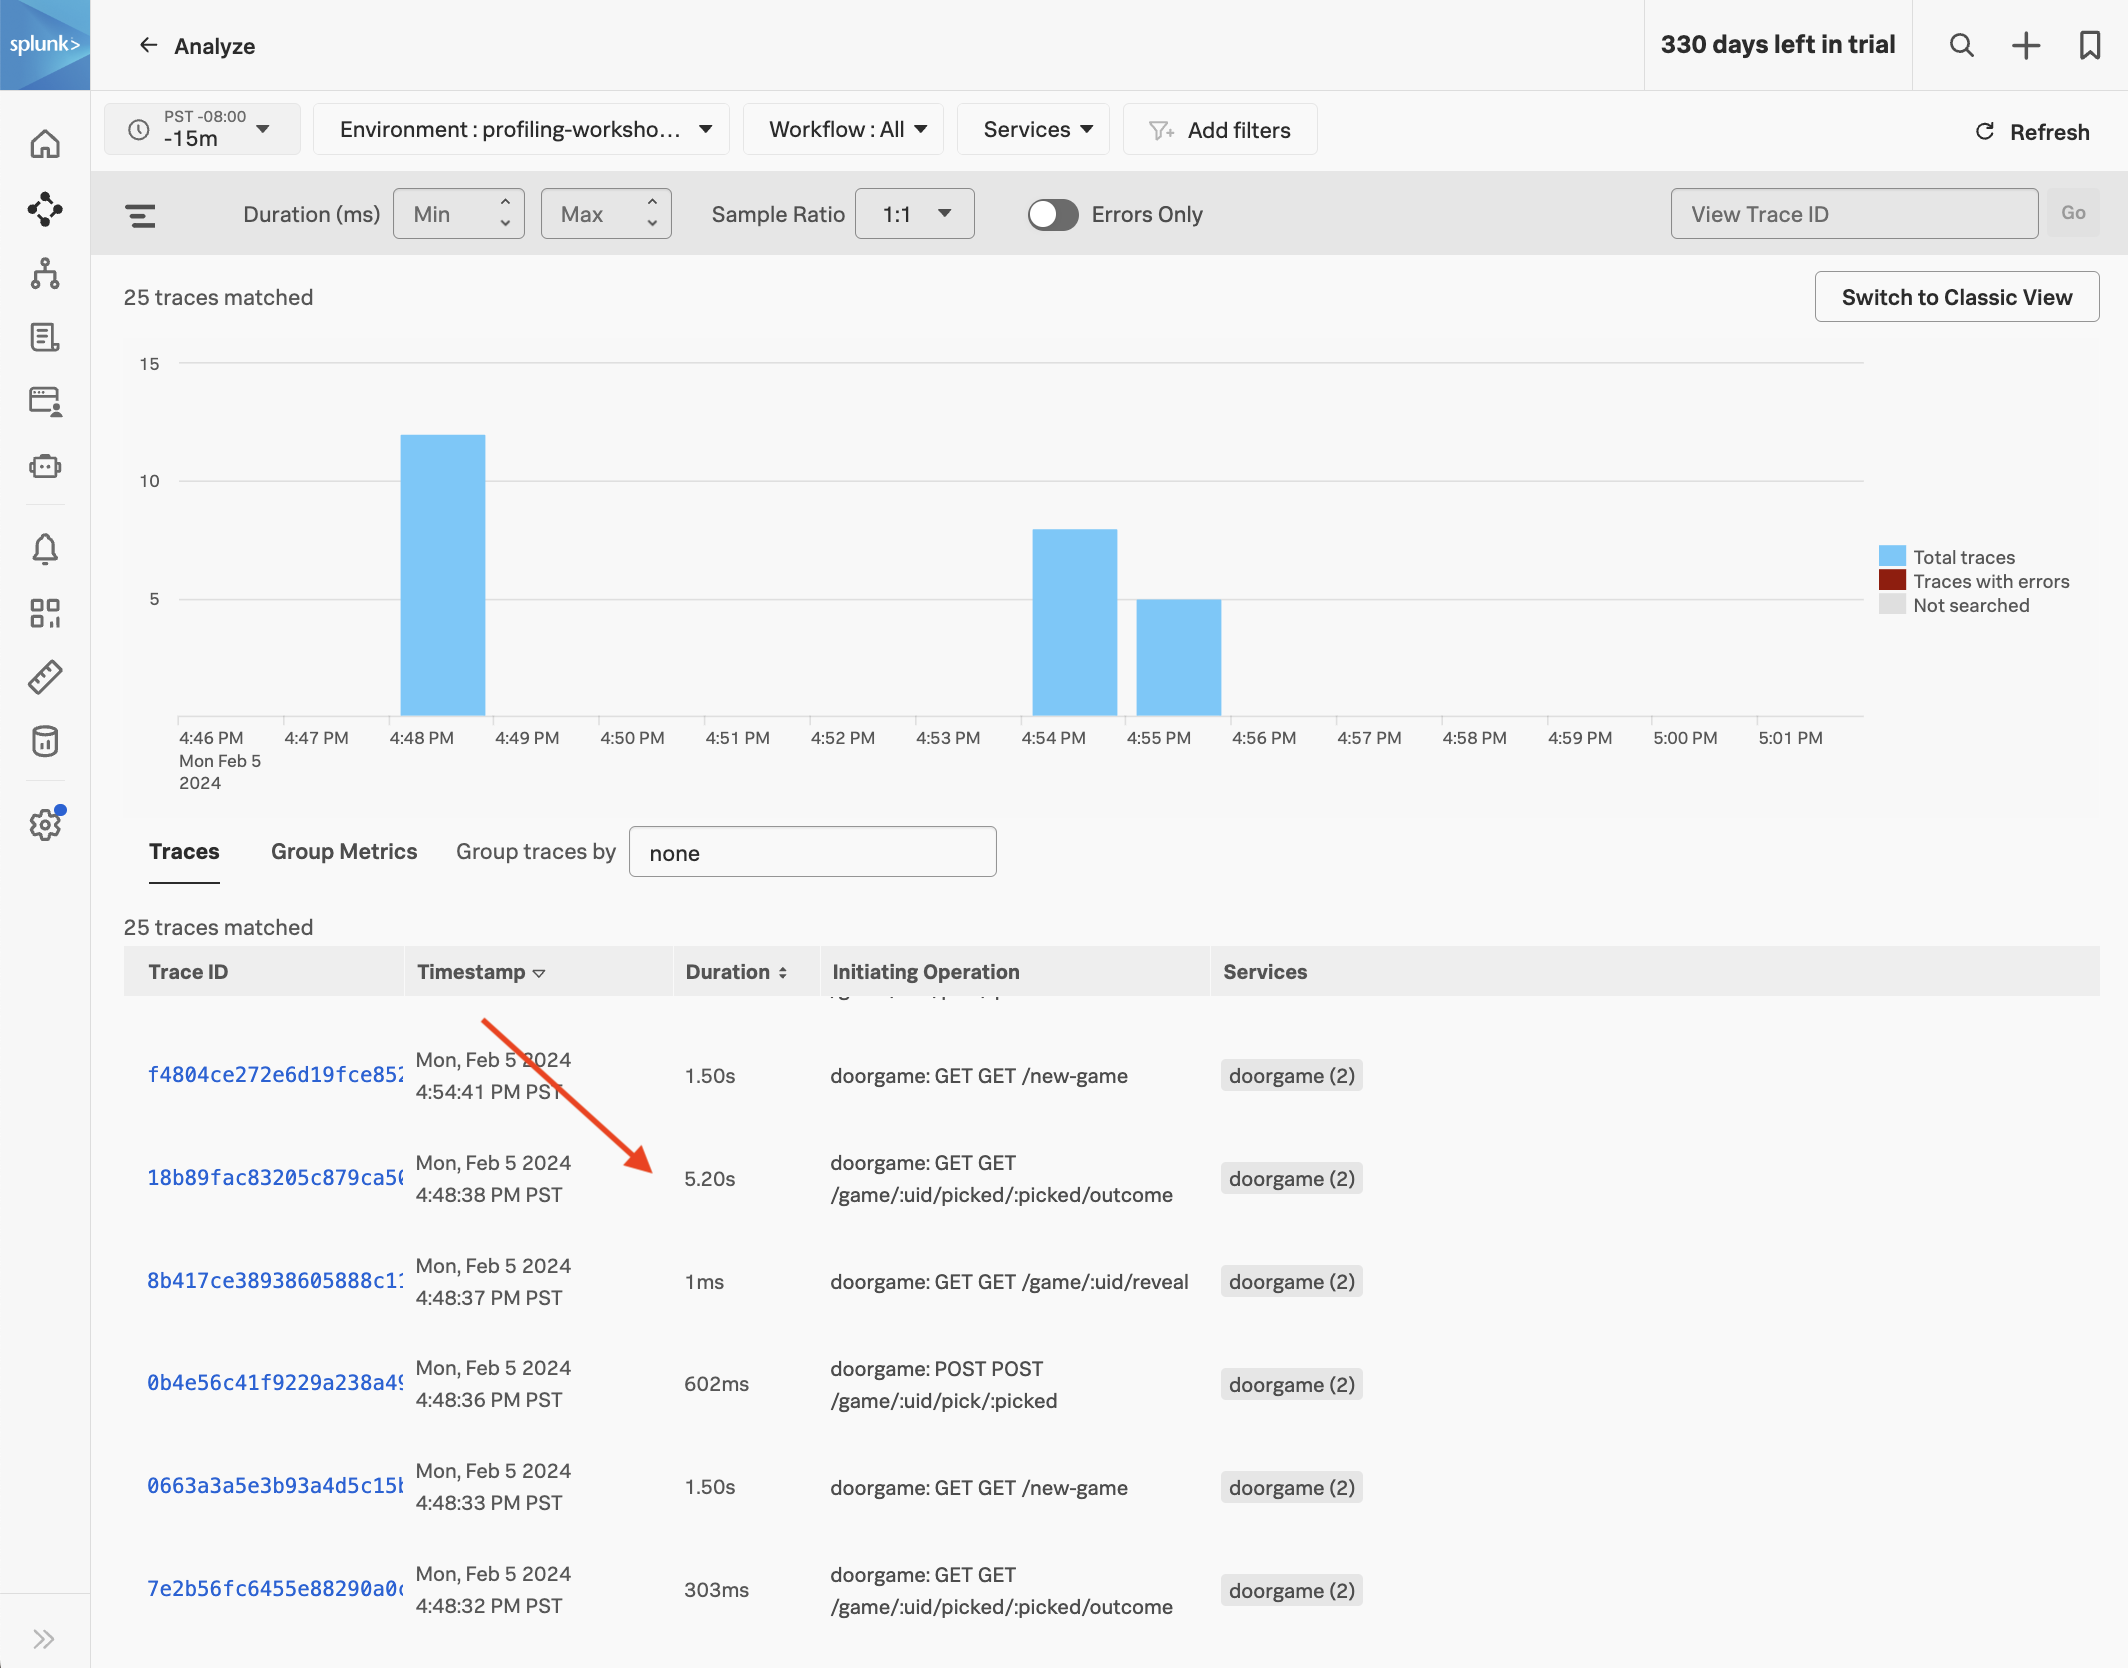 splunk>
Analyze
330 days left in trial
PST -08:00
-15m
Environment : profiling-worksho...
Workflow : All
Services
Add filters
Refresh
Duration (ms)
Min
Max
Sample Ratio
1:1
Errors Only
View Trace ID
Go
25 traces matched
Switch to Classic View
15
10
5
Total traces
Traces with errors
Not searched
4:46 PM
4:47 PM
4:48 PM
4:49 PM
4:50 PM
4:51 PM
4:52 PM
4:53 PM
4:54 PM
4:55 PM
4:56 PM
4:57 PM
4:58 PM
4:59 PM
5:00 PM
5:01 PM
Mon Feb 5
2024
Traces
Group Metrics
Group traces by
none
25 traces matched
Trace ID
Timestamp
Duration
Initiating Operation
Services
f4804ce272e6d19fce852
Mon, Feb 5 2024
4:54:41 PM PST
1.50s
doorgame: GET GET /new-game
doorgame (2)
18b89fac83205c879ca50
Mon, Feb 5 2024
4:48:38 PM PST
5.20s
doorgame: GET GET
/game/:uid/picked/:picked/outcome
doorgame (2)
8b417ce38938605888c11
Mon, Feb 5 2024
4:48:37 PM PST
1ms
doorgame: GET GET /game/:uid/reveal
doorgame (2)
0b4e56c41f9229a238a49
Mon, Feb 5 2024
4:48:36 PM PST
602ms
doorgame: POST POST
/game/:uid/pick/:picked
doorgame (2)
0663a3a5e3b93a4d5c15b
Mon, Feb 5 2024
4:48:33 PM PST
1.50s
doorgame: GET GET /new-game
doorgame (2)
7e2b56fc6455e88290a0c
Mon, Feb 5 2024
4:48:32 PM PST
303ms
doorgame: GET GET
/game/:uid/picked/:picked/outcome
doorgame (2)